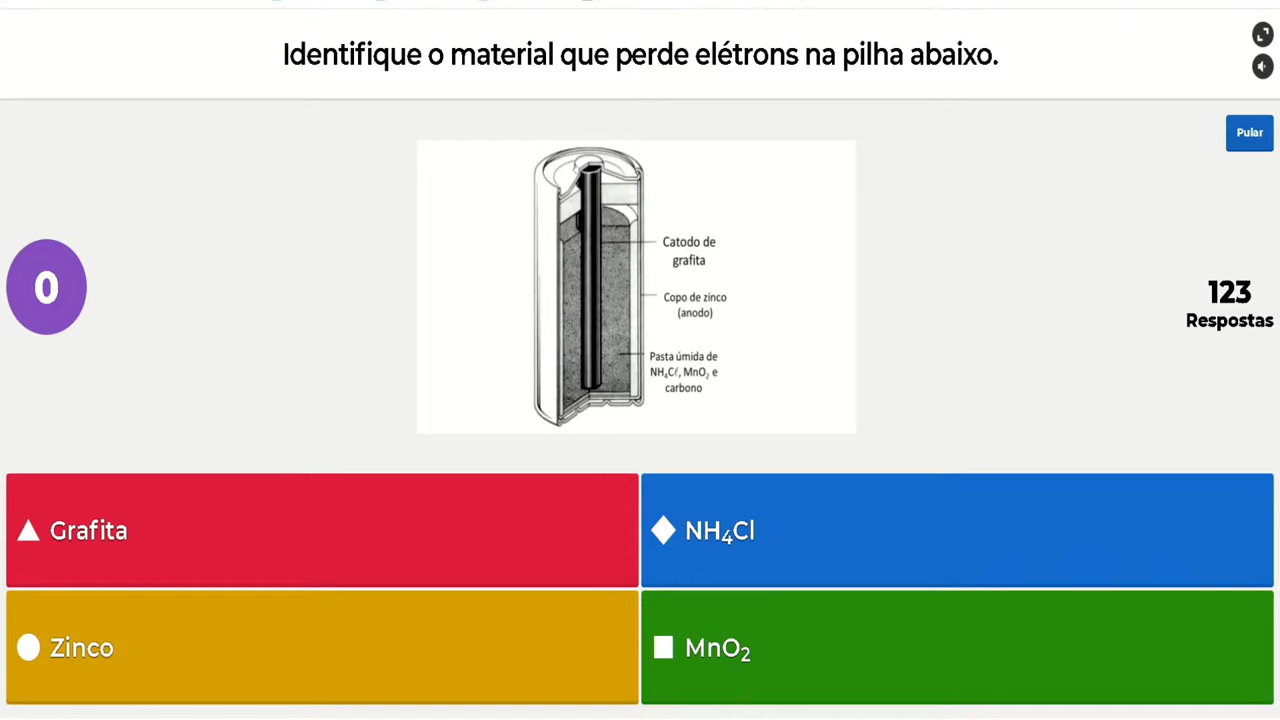 Identifique o material que perde elétrons na pilha abaixo.
Pular
Catodo de
grafita
Copo de zinco
(anodo)
Pasta úmida de
NH₄Cℓ, MnO₂ e
carbono
0
123
Respostas
Grafita
NH₄Cl
Zinco
MnO₂